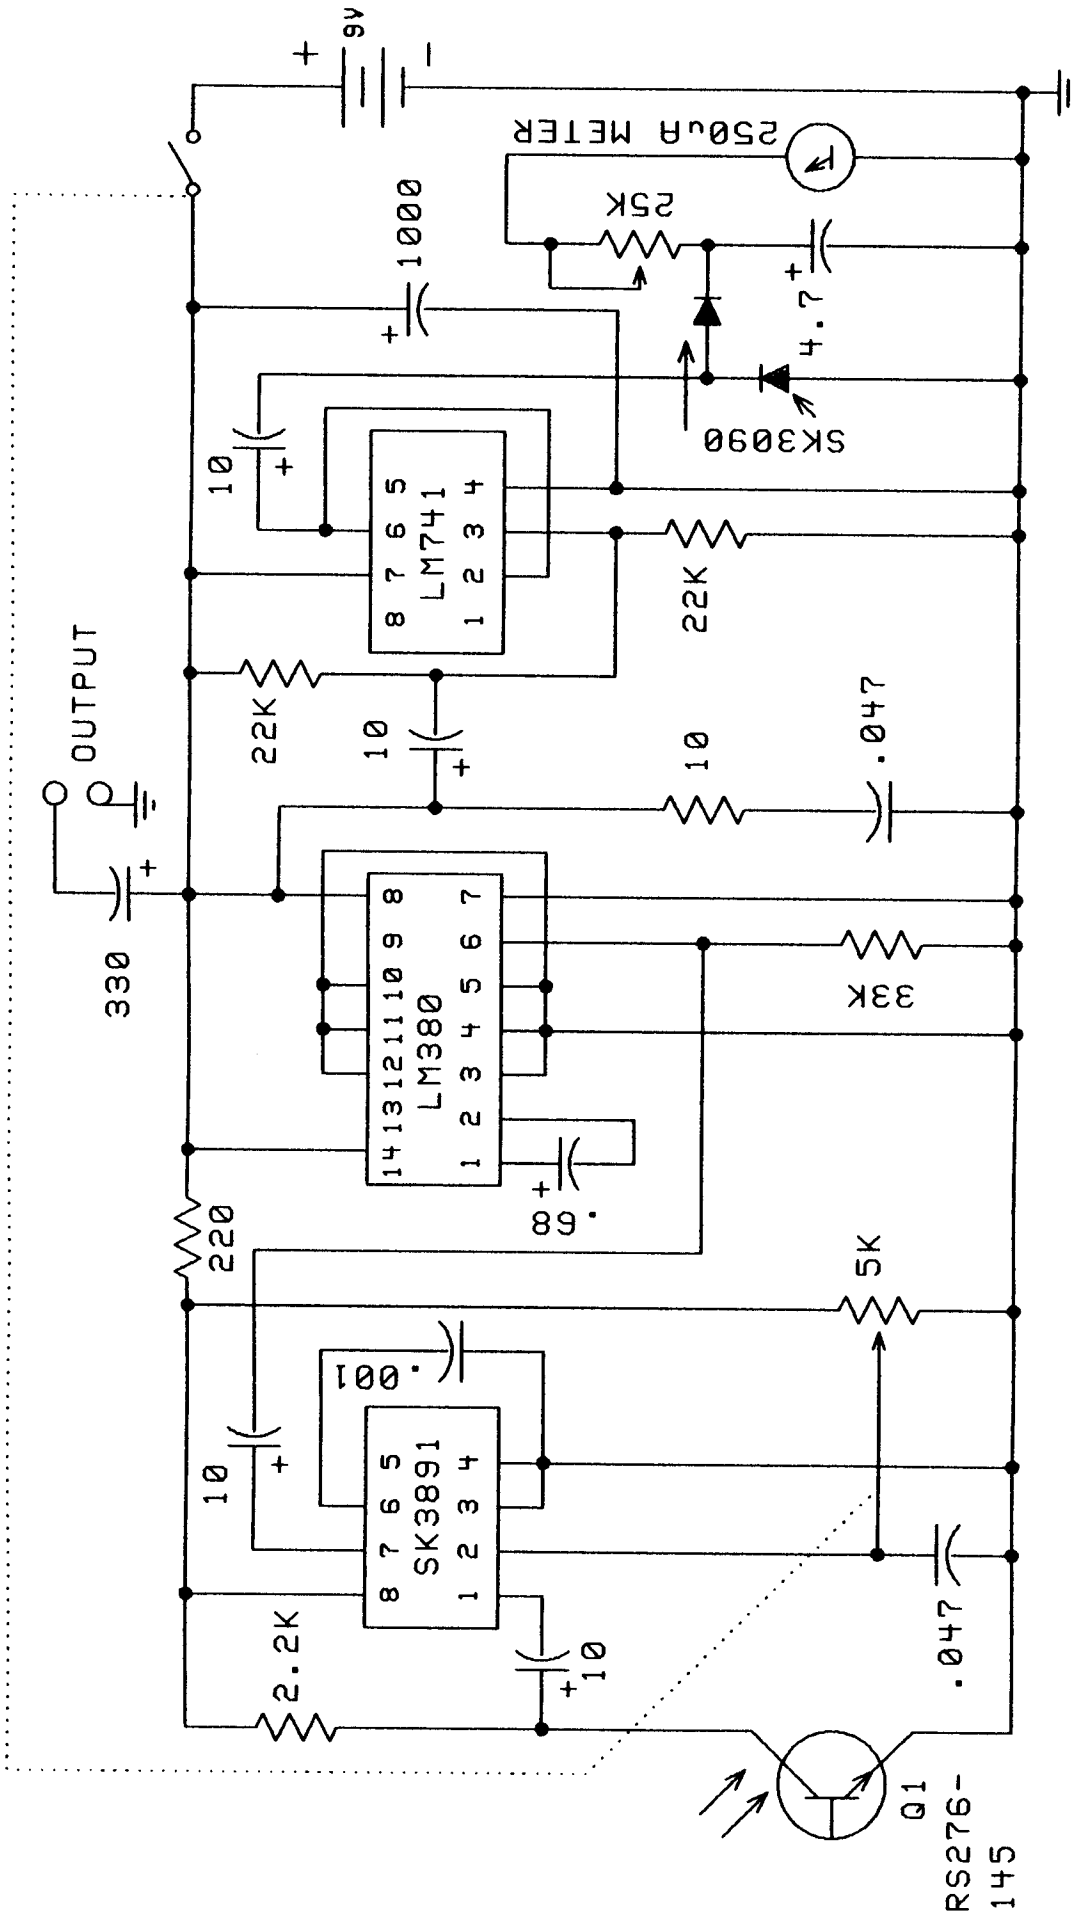 OUTPUT
330
+
9V
+
-
220
22K
10
+
10
+
1000
+
250uA METER
25K
4.7
+
SK3090
8 7 6 5
LM741
1 2 3 4
22K
10
.047
14 13 12 11 10 9 8
LM380
1 2 3 4 5 6 7
.68
+
33K
5K
10
+
.001
8 7 6 5
SK3891
1 2 3 4
2.2K
10
+
.047
Q1
RS276-
145